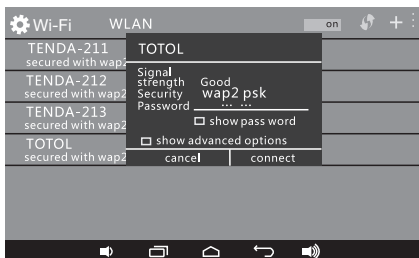 Wi-Fi WLAN on
TENDA-211
secured with wap2
TENDA-212
secured with wap2
TENDA-213
secured with wap2
TOTOL
secured with wap2
TOTOL
Signal
strength Good
Security wap2 psk
Password ... ...
show pass word
show advanced options
cancel connect